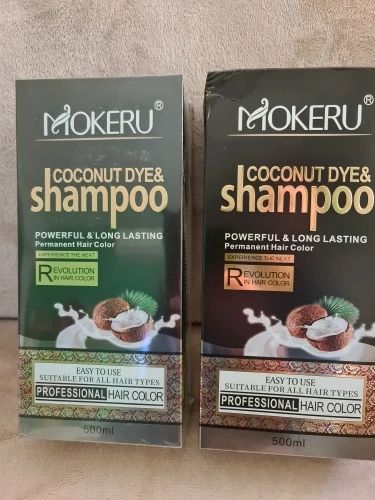 MOKERU®
COCONUT DYE&
shampoo
POWERFUL & LONG LASTING
Permanent Hair Color
EXPERIENCE THE NEXT
REVOLUTION
IN HAIR COLOR
EASY TO USE
SUITABLE FOR ALL HAIR TYPES
PROFESSIONAL HAIR COLOR
500ml
MOKERU®
COCONUT DYE&
shampoo
POWERFUL & LONG LASTING
Permanent Hair Color
EXPERIENCE THE NEXT
REVOLUTION
IN HAIR COLOR
EASY TO USE
SUITABLE FOR ALL HAIR TYPES
PROFESSIONAL HAIR COLOR
500ml